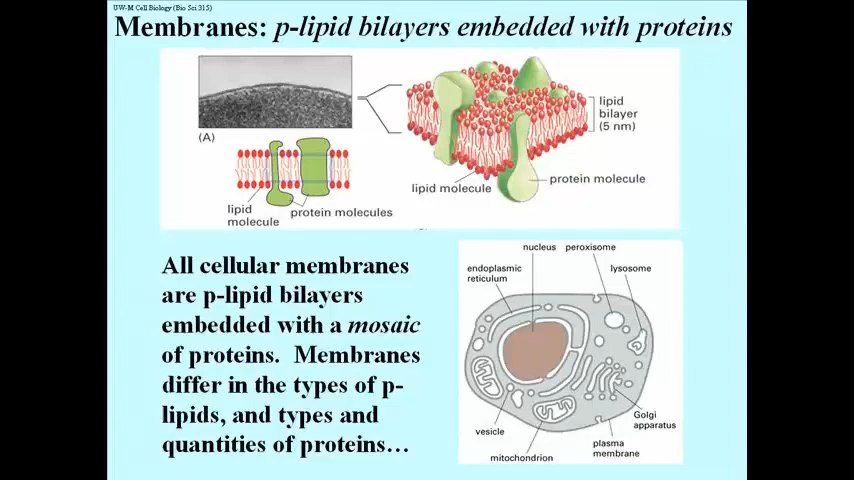 UW-M Cell Biology (Bio Sci 315)
Membranes: p-lipid bilayers embedded with proteins
(A)
lipid
bilayer
(5 nm)
lipid molecule
protein molecule
lipid
molecule
protein molecules
All cellular membranes
are p-lipid bilayers
embedded with a mosaic
of proteins.  Membranes
differ in the types of p-
lipids, and types and
quantities of proteins…
nucleus
peroxisome
endoplasmic
reticulum
lysosome
Golgi
apparatus
vesicle
plasma
membrane
mitochondrion